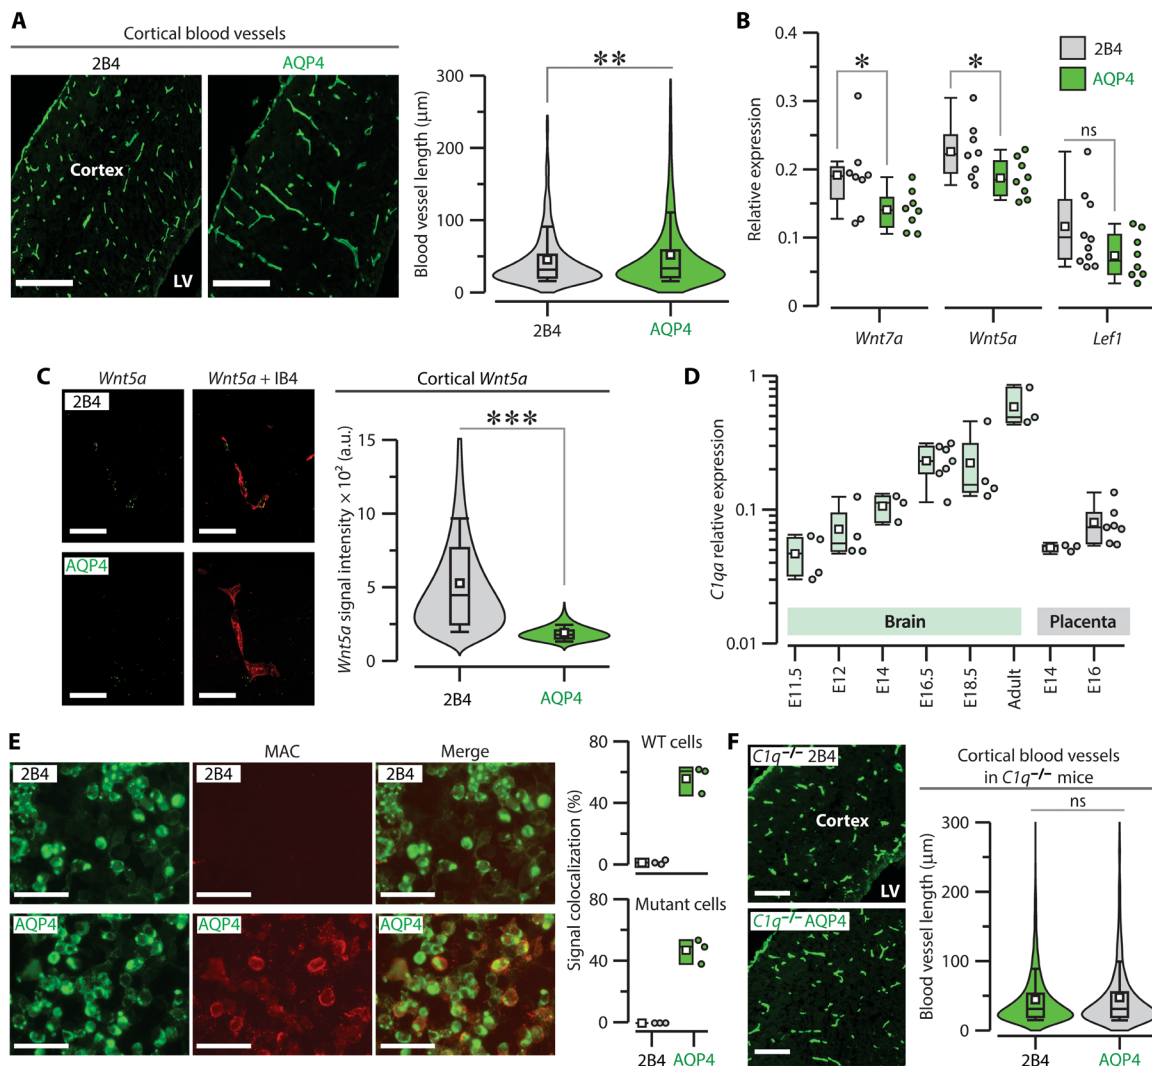 A
Cortical blood vessels
2B4
AQP4
Cortex
LV
Blood vessel length (μm)
300
200
100
0
**
2B4
AQP4
B
Relative expression
0.4
0.3
0.2
0.1
0
*
*
ns
2B4
AQP4
Wnt7a
Wnt5a
Lef1
C
Wnt5a
Wnt5a + IB4
2B4
AQP4
Cortical Wnt5a
***
Wnt5a signal intensity × 10² (a.u.)
15
10
5
0
2B4
AQP4
D
C1qa relative expression
1
0.1
0.01
Brain
Placenta
E11.5
E12
E14
E16.5
E18.5
Adult
E14
E16
E
MAC
Merge
2B4
2B4
2B4
AQP4
AQP4
AQP4
Signal colocalization (%)
80
WT cells
40
0
80
Mutant cells
40
0
2B4
AQP4
F
C1q−/− 2B4
Cortex
LV
C1q−/− AQP4
Cortical blood vessels
in C1q−/− mice
ns
Blood vessel length (μm)
300
200
100
0
2B4
AQP4